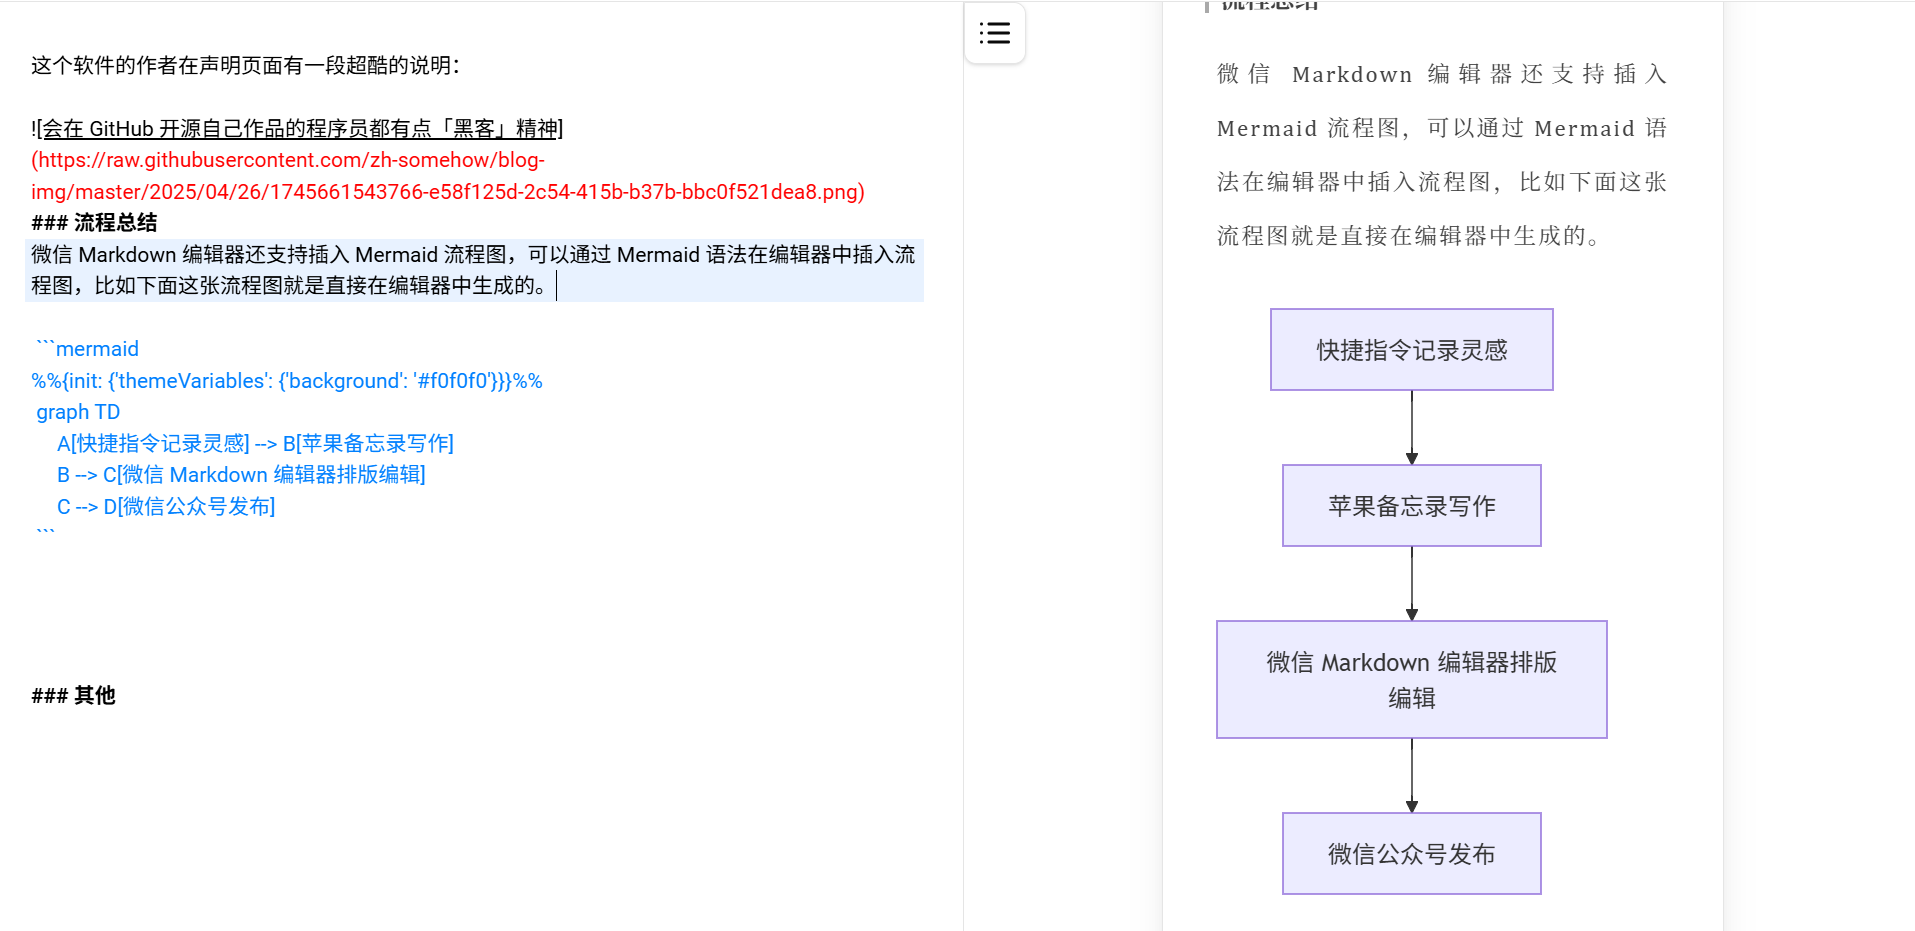 这个软件的作者在声明页面有一段超酷的说明：
![会在 GitHub 开源自己作品的程序员都有点「黑客」精神]
(https://raw.githubusercontent.com/zh-somehow/blog-
img/master/2025/04/26/1745661543766-e58f125d-2c54-415b-b37b-bbc0f521dea8.png)
### 流程总结
微信 Markdown 编辑器还支持插入 Mermaid 流程图，可以通过 Mermaid 语法在编辑器中插入流
程图，比如下面这张流程图就是直接在编辑器中生成的。
```mermaid
%%{init: {'themeVariables': {'background': '#f0f0f0'}}}%%
graph TD
A[快捷指令记录灵感] --> B[苹果备忘录写作]
B --> C[微信 Markdown 编辑器排版编辑]
C --> D[微信公众号发布]
```
### 其他
流程总结
微信 Markdown 编辑器还支持插入
Mermaid 流程图，可以通过 Mermaid 语
法在编辑器中插入流程图，比如下面这张
流程图就是直接在编辑器中生成的。
快捷指令记录灵感
苹果备忘录写作
微信 Markdown 编辑器排版
编辑
微信公众号发布